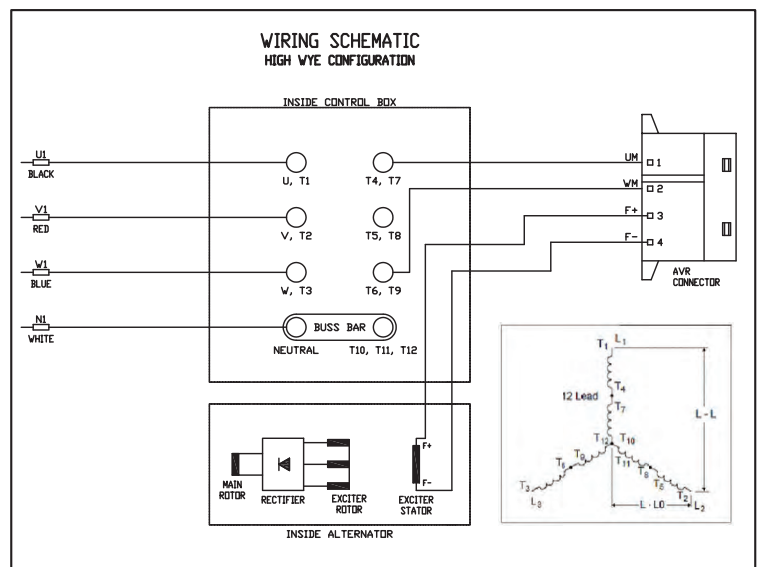 WIRING SCHEMATIC
HIGH WYE CONFIGURATION
INSIDE CONTROL BOX
U1
BLACK
U, T1
T4, T7
UM
1
WM
2
V1
RED
V, T2
T5, T8
F+
3
F-
4
W1
BLUE
W, T3
T6, T9
AVR
CONNECTOR
N1
WHITE
BUSS BAR
NEUTRAL
T10, T11, T12
F+
F-
MAIN
ROTOR
RECTIFIER
EXCITER
ROTOR
EXCITER
STATOR
INSIDE ALTERNATOR
T1
L1
T4
12 Lead
T7
L-L
T12
T10
T9
T11
T6
T8
T3
T5
T2
L3
L-L0
L2